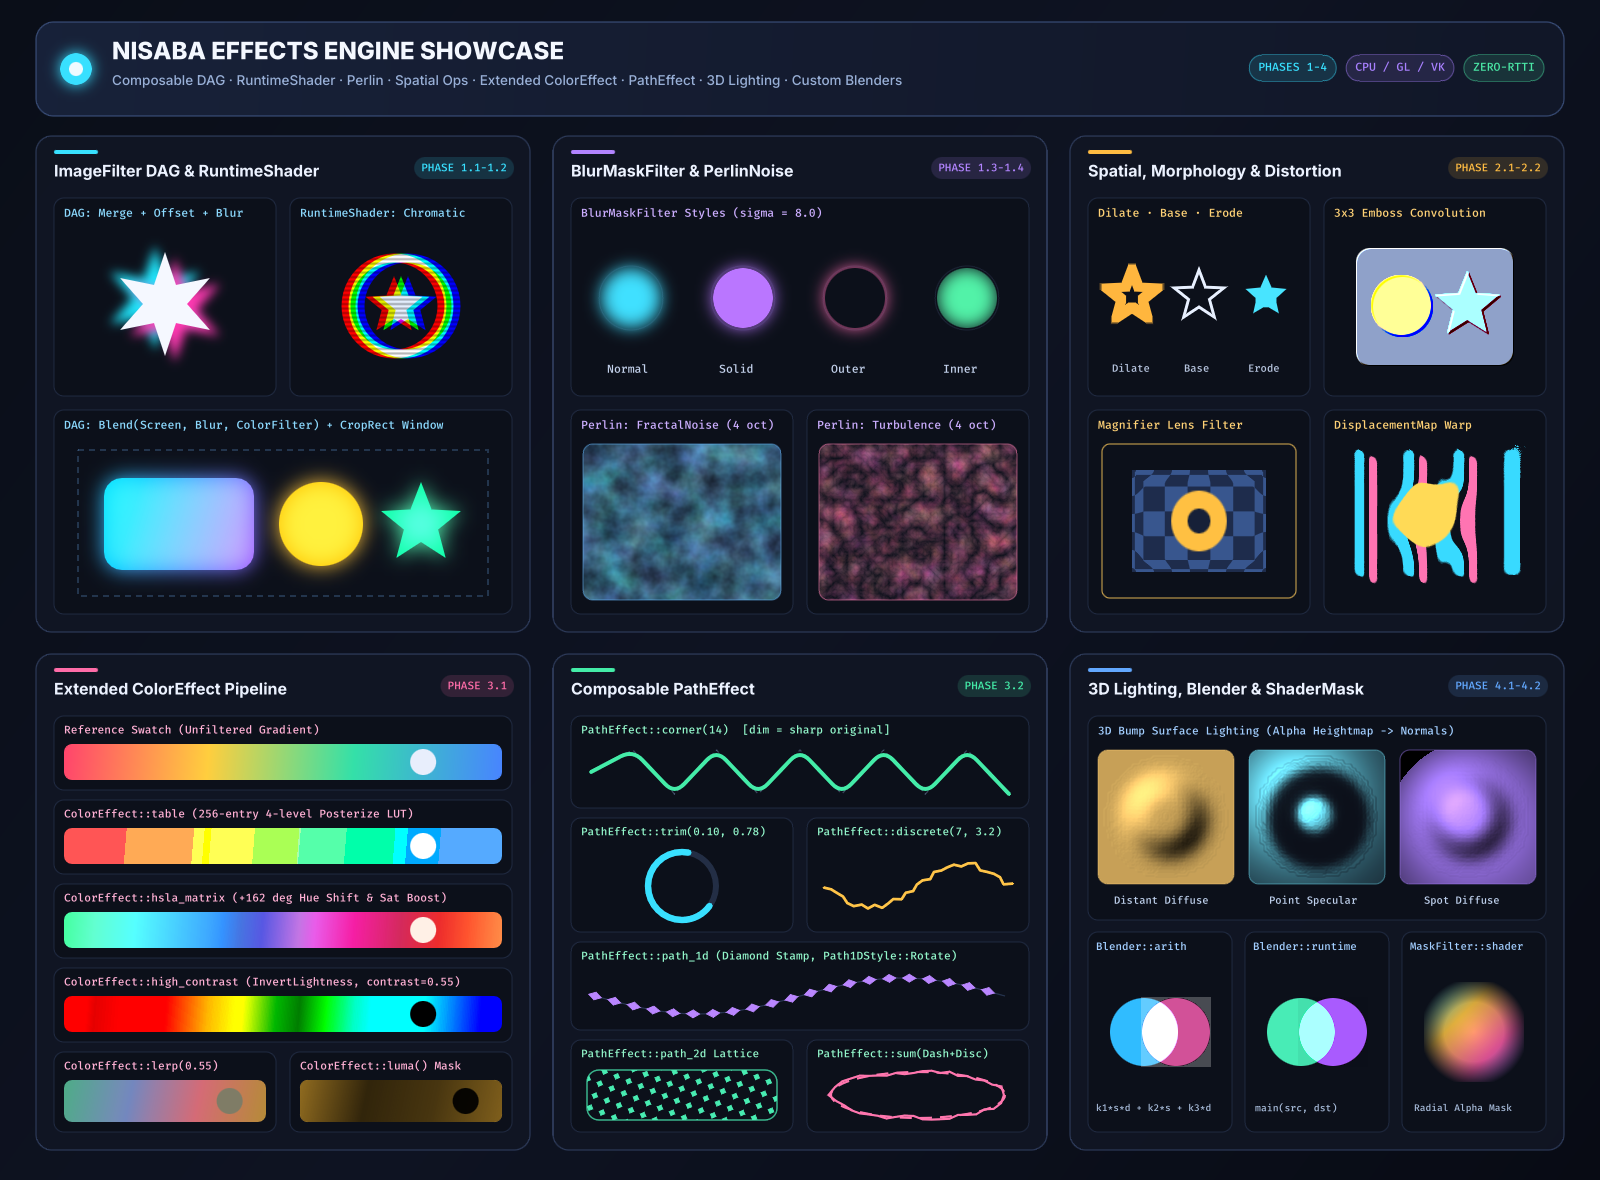 NISABA EFFECTS ENGINE SHOWCASE
Composable DAG · RuntimeShader · Perlin · Spatial Ops · Extended ColorEffect · PathEffect · 3D Lighting · Custom Blenders
PHASES 1-4
CPU / GL / VK
ZERO-RTTI
ImageFilter DAG & RuntimeShader
PHASE 1.1-1.2
DAG: Merge + Offset + Blur
RuntimeShader: Chromatic
DAG: Blend(Screen, Blur, ColorFilter) + CropRect Window
BlurMaskFilter & PerlinNoise
PHASE 1.3-1.4
BlurMaskFilter Styles (sigma = 8.0)
Normal
Solid
Outer
Inner
Perlin: FractalNoise (4 oct)
Perlin: Turbulence (4 oct)
Spatial, Morphology & Distortion
PHASE 2.1-2.2
Dilate · Base · Erode
Dilate
Base
Erode
3x3 Emboss Convolution
Magnifier Lens Filter
DisplacementMap Warp
Extended ColorEffect Pipeline
PHASE 3.1
Reference Swatch (Unfiltered Gradient)
ColorEffect::table (256-entry 4-level Posterize LUT)
ColorEffect::hsla_matrix (+162 deg Hue Shift & Sat Boost)
ColorEffect::high_contrast (InvertLightness, contrast=0.55)
ColorEffect::lerp(0.55)
ColorEffect::luma() Mask
Composable PathEffect
PHASE 3.2
PathEffect::corner(14)  [dim = sharp original]
PathEffect::trim(0.10, 0.78)
PathEffect::discrete(7, 3.2)
PathEffect::path_1d (Diamond Stamp, Path1DStyle::Rotate)
PathEffect::path_2d Lattice
PathEffect::sum(Dash+Disc)
3D Lighting, Blender & ShaderMask
PHASE 4.1-4.2
3D Bump Surface Lighting (Alpha Heightmap -> Normals)
Distant Diffuse
Point Specular
Spot Diffuse
Blender::arith
k1*s*d + k2*s + k3*d
Blender::runtime
main(src, dst)
MaskFilter::shader
Radial Alpha Mask